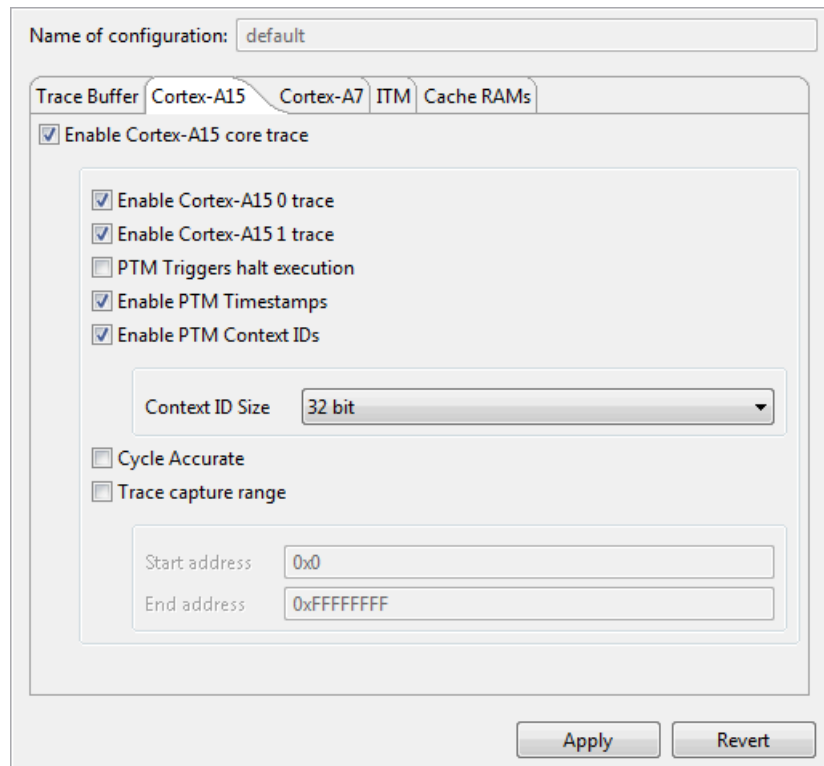 Name of configuration: default
Trace Buffer Cortex-A15 Cortex-A7 ITM Cache RAMs
Enable Cortex-A15 core trace
Enable Cortex-A15 0 trace
Enable Cortex-A15 1 trace
PTM Triggers halt execution
Enable PTM Timestamps
Enable PTM Context IDs
Context ID Size 32 bit
Cycle Accurate
Trace capture range
Start address 0x0
End address 0xFFFFFFFF
Apply Revert